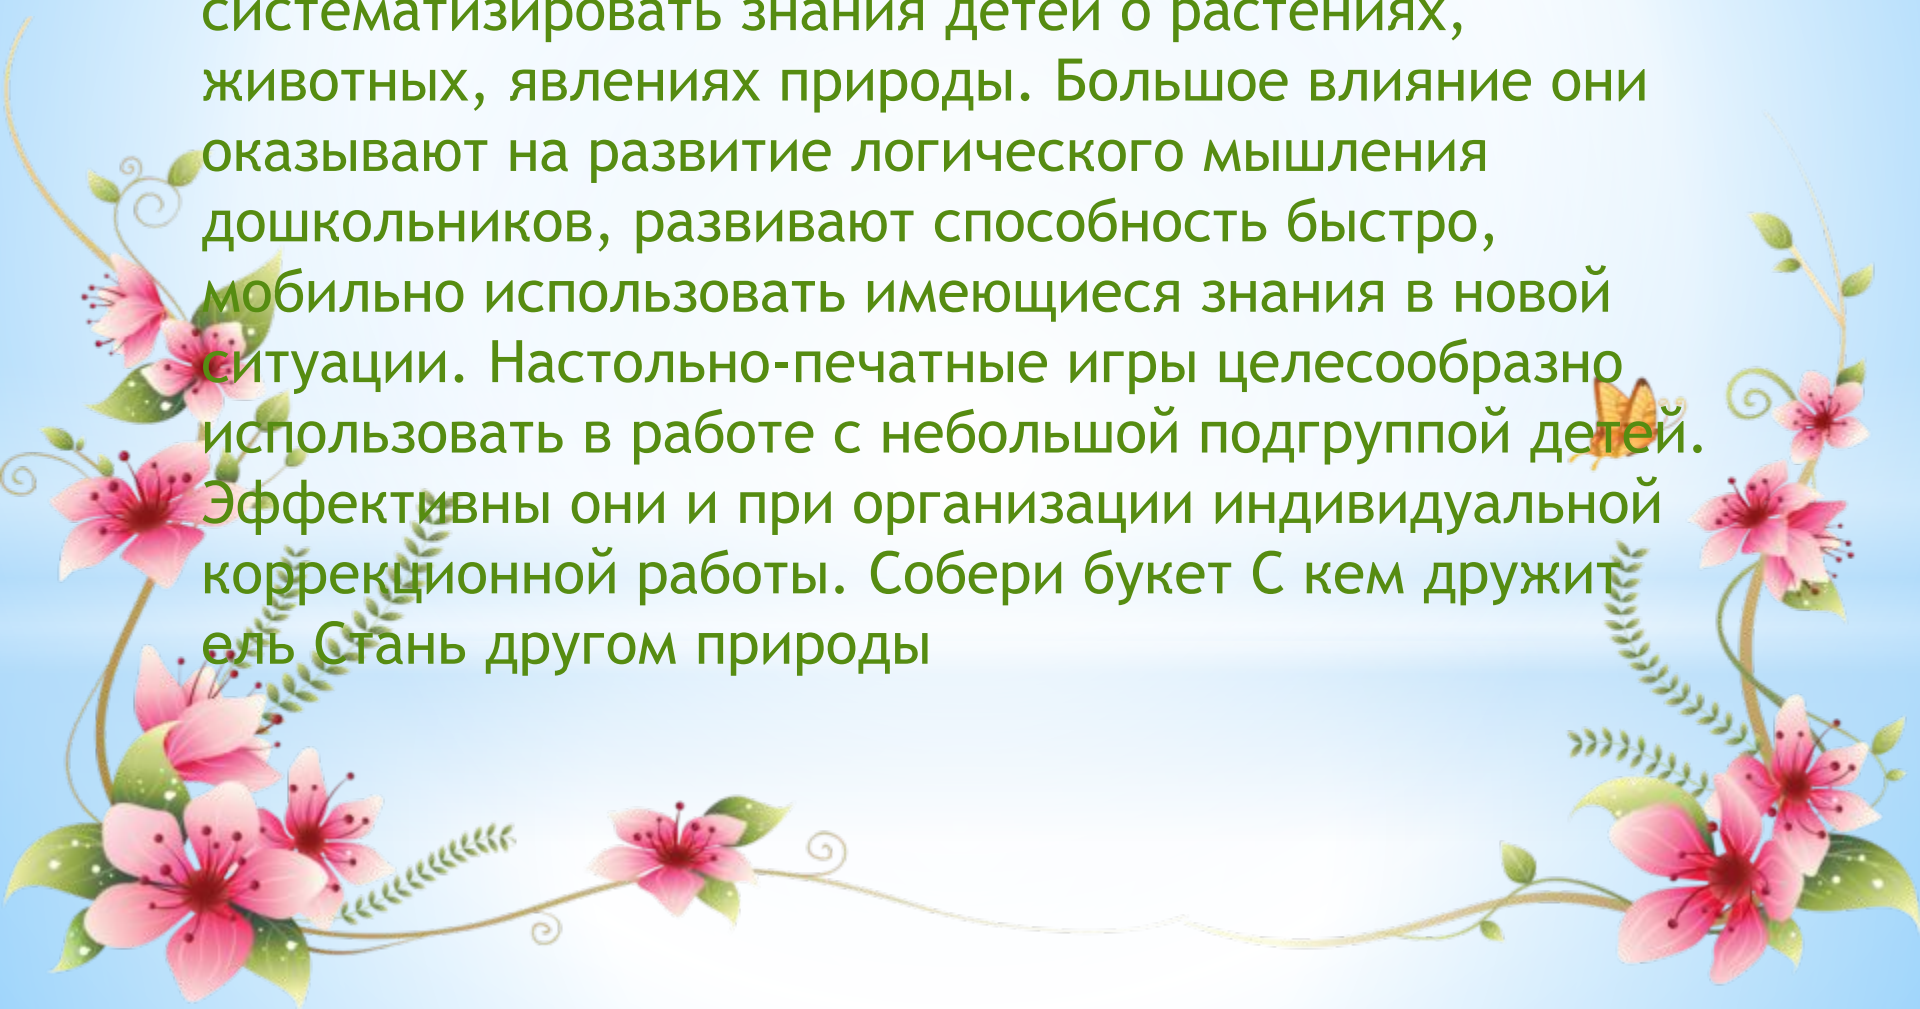 систематизировать знания детей о растениях,
животных, явлениях природы. Большое влияние они
оказывают на развитие логического мышления
дошкольников, развивают способность быстро,
мобильно использовать имеющиеся знания в новой
ситуации. Настольно-печатные игры целесообразно
использовать в работе с небольшой подгруппой детей.
Эффективны они и при организации индивидуальной
коррекционной работы. Собери букет С кем дружит
ель Стань другом природы